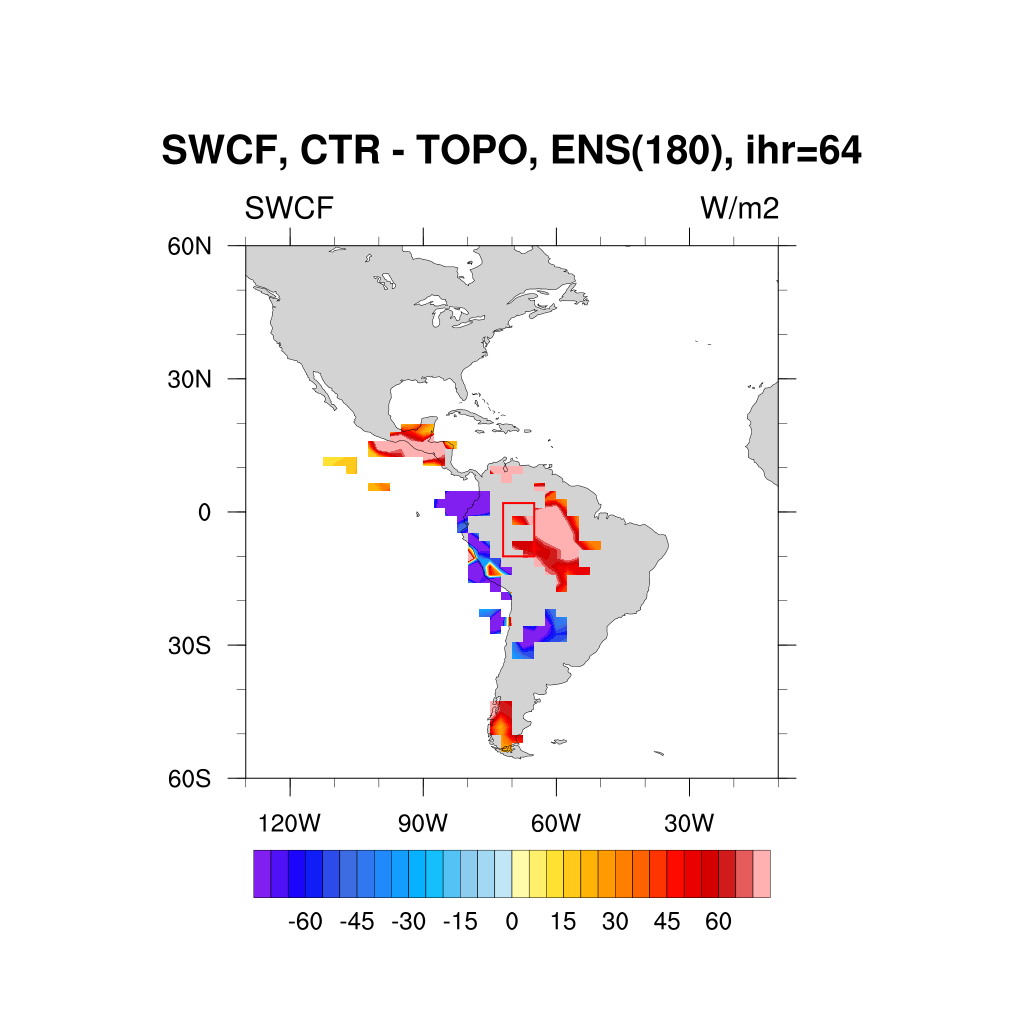 SWCF, CTR - TOPO, ENS(180), ihr=64
SWCF W/m2
60N
30N
0
30S
60S
120W 90W 60W 30W
-60 -45 -30 -15 0 15 30 45 60